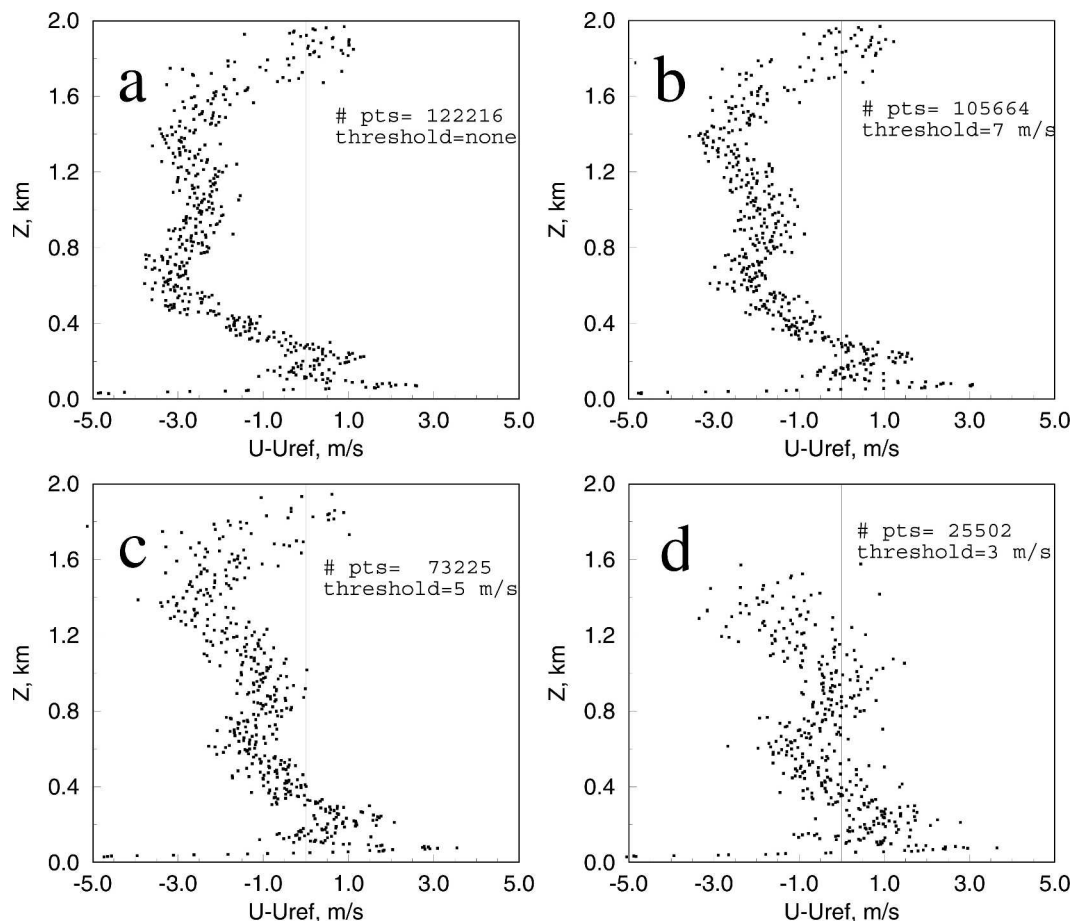 2.0
1.6
1.2
0.8
0.4
0.0
Z, km
a
# pts= 122216
threshold=none
-5.0 -3.0 -1.0 1.0 3.0 5.0
U-Uref, m/s
2.0
1.6
1.2
0.8
0.4
0.0
Z, km
b
# pts= 105664
threshold=7 m/s
-5.0 -3.0 -1.0 1.0 3.0 5.0
U-Uref, m/s
2.0
1.6
1.2
0.8
0.4
0.0
Z, km
c
# pts= 73225
threshold=5 m/s
-5.0 -3.0 -1.0 1.0 3.0 5.0
U-Uref, m/s
2.0
1.6
1.2
0.8
0.4
0.0
Z, km
d
# pts= 25502
threshold=3 m/s
-5.0 -3.0 -1.0 1.0 3.0 5.0
U-Uref, m/s